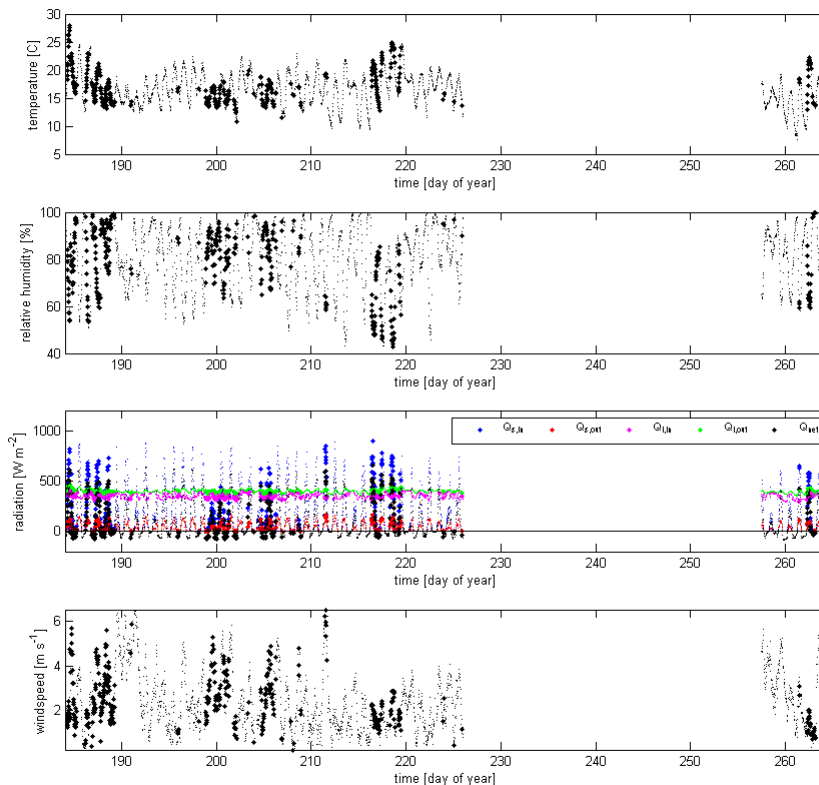 30
25
20
15
10
5
temperature [C]
190 200 210 220 230 240 250 260
time [day of year]
100
80
60
40
relative humidity [%]
190 200 210 220 230 240 250 260
time [day of year]
1000
500
0
radiation [W m-2]
Qs,in Qs,out Ql,in Ql,out Qnet
190 200 210 220 230 240 250 260
time [day of year]
6
4
2
windspeed [m s-1]
190 200 210 220 230 240 250 260
time [day of year]